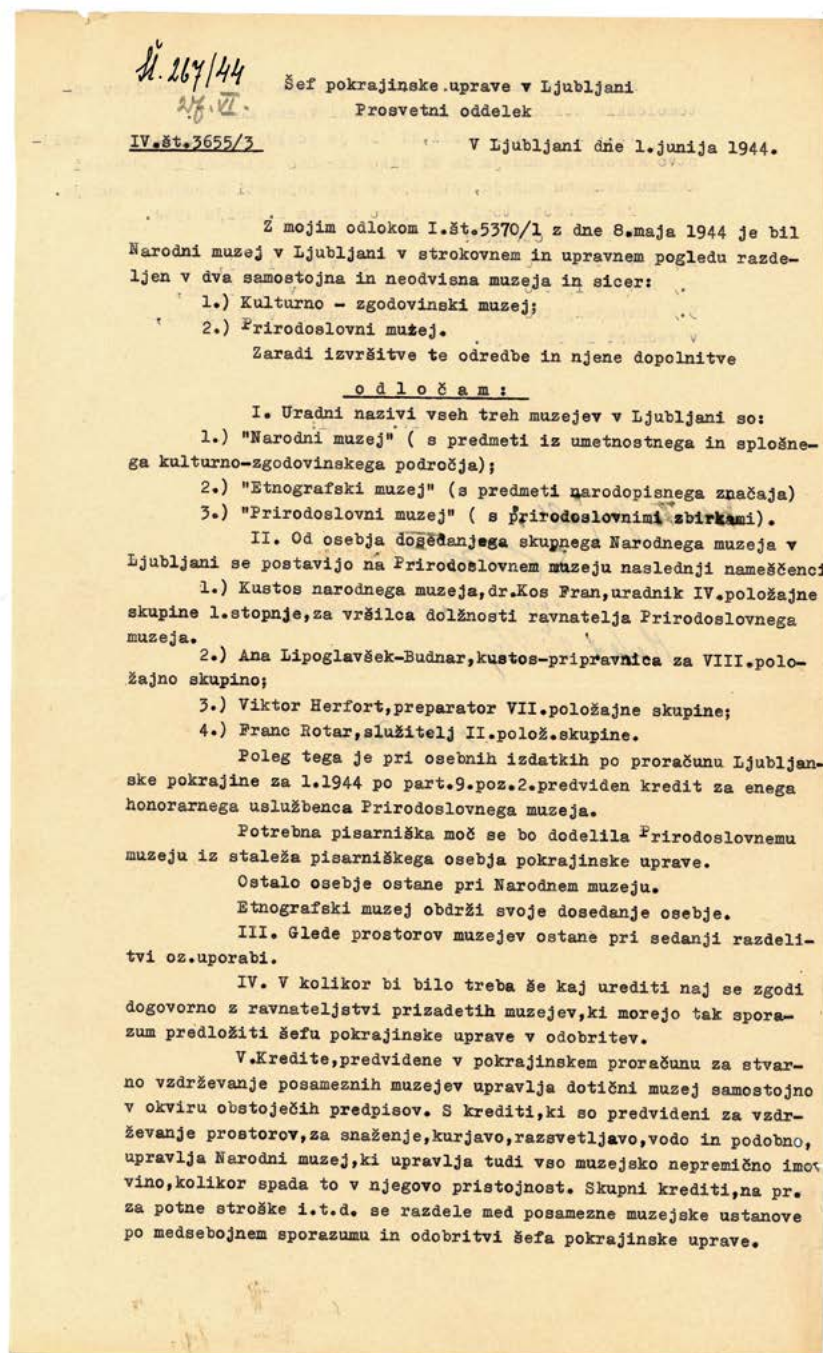 Št. 267/44
27. VI.
Šef pokrajinske uprave v Ljubljani
Prosvetni oddelek
IV.št.3655/3 V Ljubljani dne 1.junija 1944.
Z mojim odlokom I.št.5370/1 z dne 8.maja 1944 je bil
Narodni muzej v Ljubljani v strokovnem in upravnem pogledu razde-
ljen v dva samostojna in neodvisna muzeja in sicer:
1.) Kulturno - zgodovinski muzej;
2.) Prirodoslovni muzej.
Zaradi izvršitve te odredbe in njene dopolnitve
o d l o č a m :
I. Uradni nazivi vseh treh muzejev v Ljubljani so:
1.) "Narodni muzej" ( s predmeti iz umetnostnega in splošne-
ga kulturno-zgodovinskega področja);
2.) "Etnografski muzej" (s predmeti narodopisnega značaja)
3.) "Prirodoslovni muzej" ( s prirodoslovnimi zbirkami).
II. Od osebja dosedanjega skupnega Narodnega muzeja v
Ljubljani se postavijo na Prirodoslovnem muzeju naslednji nameščenci
1.) Kustos narodnega muzeja,dr.Kos Fran,uradnik IV.položajne
skupine 1.stopnje,za vršilca dolžnosti ravnatelja Prirodoslovnega
muzeja.
2.) Ana Lipoglavšek-Budnar,kustos-pripravnica za VIII.polo-
žajno skupino;
3.) Viktor Herfort,preparator VII.položajne skupine;
4.) Franc Rotar,služitelj II.polož.skupine.
Poleg tega je pri osebnih izdatkih po proračunu Ljubljan-
ske pokrajine za l.1944 po part.9.poz.2.predviden kredit za enega
honorarnega uslužbenca Prirodoslovnega muzeja.
Potrebna pisarniška moč se bo dodelila Prirodoslovnemu
muzeju iz staleža pisarniškega osebja pokrajinske uprave.
Ostalo osebje ostane pri Narodnem muzeju.
Etnografski muzej obdrži svoje dosedanje osebje.
III. Glede prostorov muzejev ostane pri sedanji razdeli-
tvi oz.uporabi.
IV. V kolikor bi bilo treba še kaj urediti naj se zgodi
dogovorno z ravnateljstvi prizadetih muzejev,ki morejo tak spora-
zum predložiti šefu pokrajinske uprave v odobritev.
V.Kredite,predvidene v pokrajinskem proračunu za stvar-
no vzdrževanje posameznih muzejev upravlja dotični muzej samostojno
v okviru obstoječih predpisov. S krediti,ki so predvideni za vzdr-
ževanje prostorov,za snaženje,kurjavo,razsvetljavo,vodo in podobno,
upravlja Narodni muzej,ki upravlja tudi vso muzejsko nepremično imo-
vino,kolikor spada to v njegovo pristojnost. Skupni krediti,na pr.
za potne stroške i.t.d. se razdele med posamezne muzejske ustanove
po medsebojnem sporazumu in odobritvi šefa pokrajinske uprave.